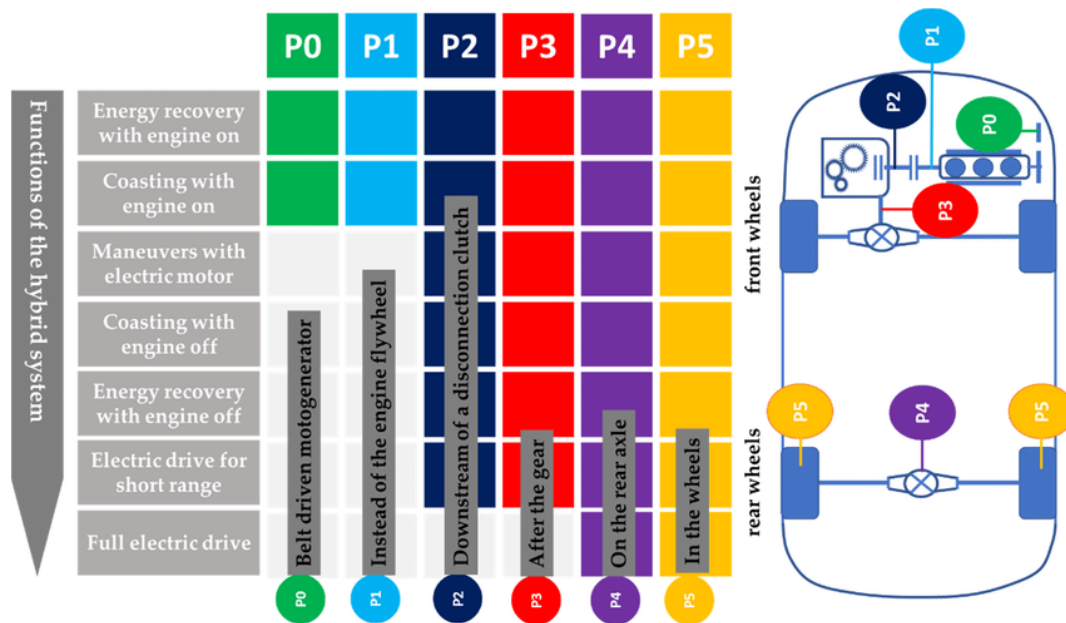 P0 P1 P2 P3 P4 P5
Functions of the hybrid system
Energy recovery
with engine on
Coasting with
engine on
Maneuvers with
electric motor
Coasting with
engine off
Energy recovery
with engine off
Electric drive for
short range
Full electric drive
Belt driven motogenerator
Instead of the engine flywheel
Downstream of a disconnection clutch
After the gear
On the rear axle
In the wheels
P0 P1 P2 P3 P4 P5
front wheels
rear wheels
P1
P2
P0
P3
P5
P4
P5